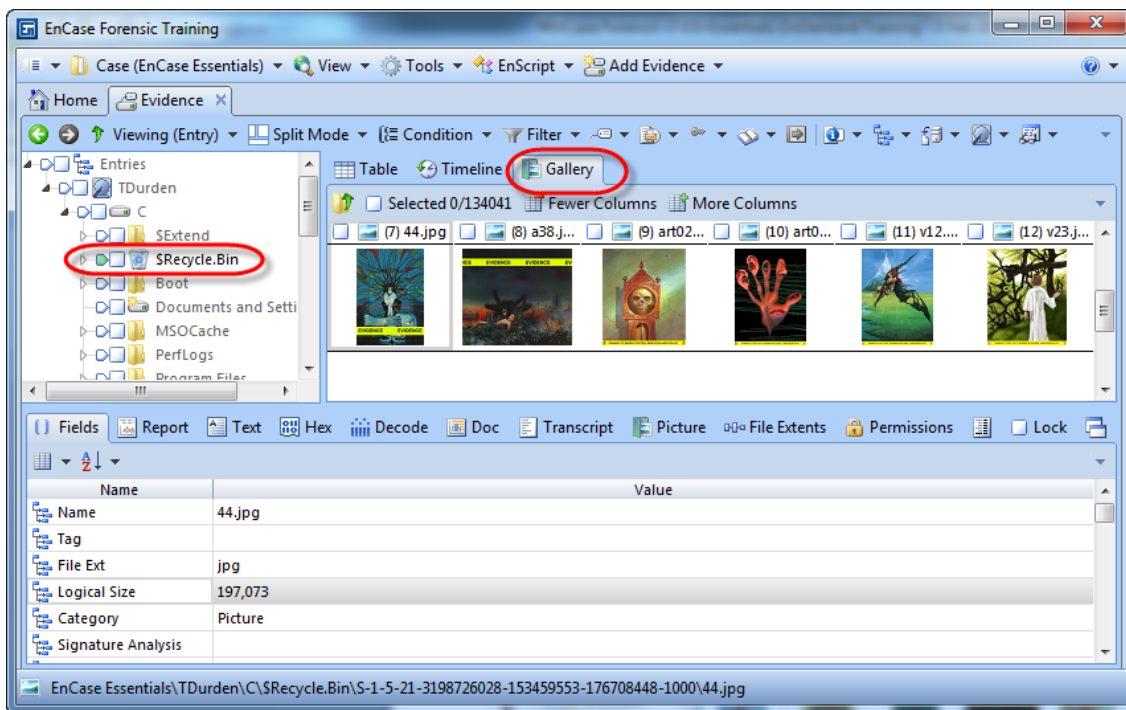 EnCase Forensic Training
Case (EnCase Essentials) View Tools EnScript Add Evidence
Home Evidence
Viewing (Entry) Split Mode Condition Filter
Entries
TDurden
C
$Extend
$Recycle.Bin
Boot
Documents and Setti
MSOCache
PerfLogs
Program Files
Table Timeline Gallery
Selected 0/134041 Fewer Columns More Columns
(7) 44.jpg (8) a38.j... (9) art02... (10) art0... (11) v12.... (12) v23.j...
EVIDENCE EVIDENCE EVIDENCE
EVIDENCE EVIDENCE
Fields Report Text Hex Decode Doc Transcript Picture File Extents Permissions Lock
Name Value
Name 44.jpg
Tag
File Ext jpg
Logical Size 197,073
Category Picture
Signature Analysis
EnCase Essentials\TDurden\C\$Recycle.Bin\S-1-5-21-3198726028-153459553-176708448-1000\44.jpg